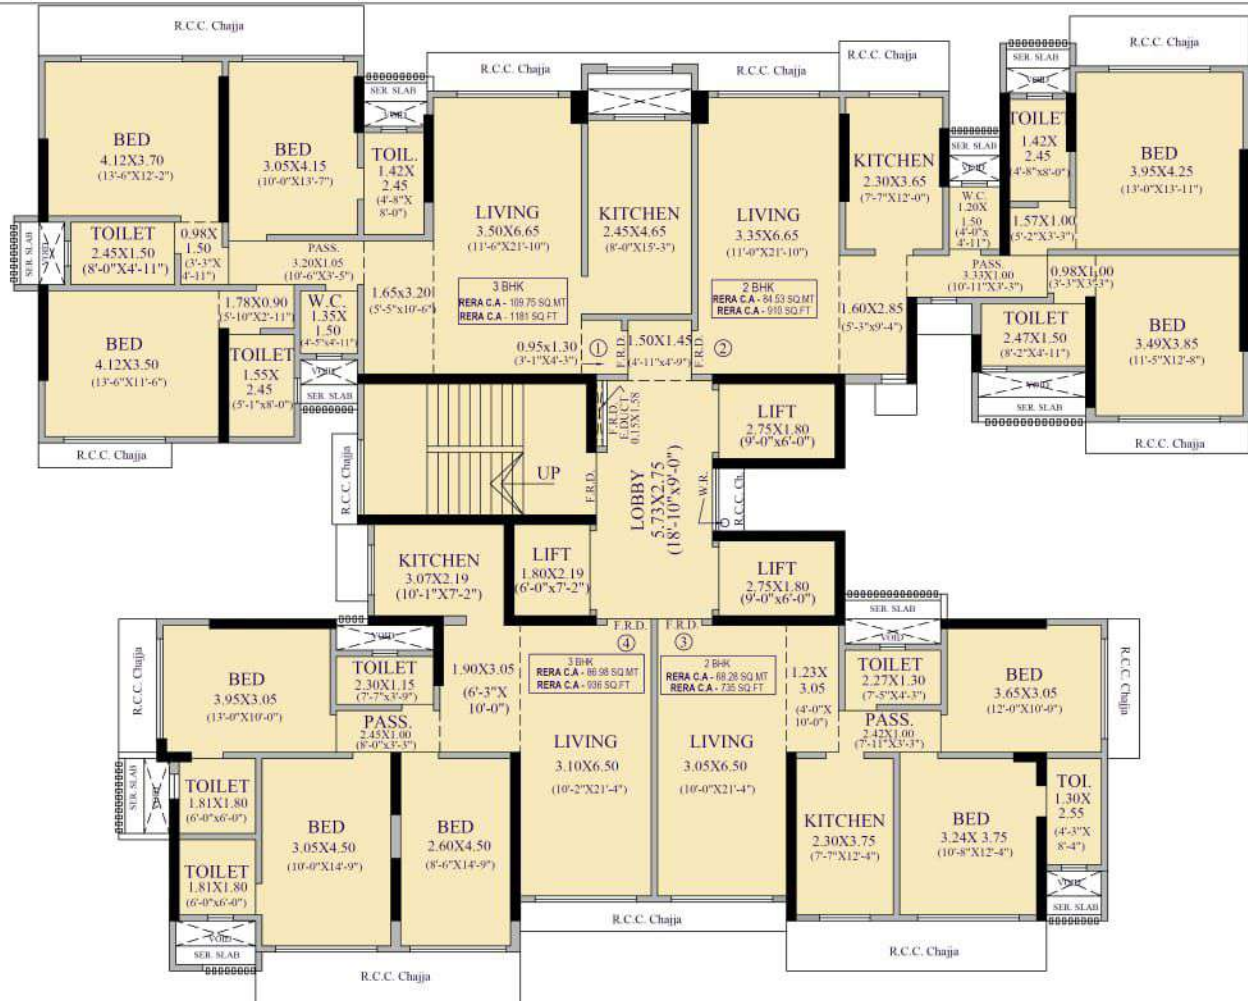 R.C.C. Chajja
R.C.C. Chajja
R.C.C. Chajja
R.C.C. Chajja
R.C.C. Chajja
BED
4.12X3.70
(13'-6"X12'-2")
BED
3.05X4.15
(10'-0"X13'-7")
SER. SLAB
VOID
TOIL.
1.42X
2.45
(4'-8"X
8'-0")
LIVING
3.50X6.65
(11'-6"X21'-10")
3 BHK
RERA C.A - 109.75 SQ.MT
RERA C.A - 1181 SQ.FT
KITCHEN
2.45X4.65
(8'-0"X15'-3")
LIVING
3.35X6.65
(11'-0"X21'-10")
2 BHK
RERA C.A - 84.53 SQ.MT
RERA C.A - 910 SQ.FT
KITCHEN
2.30X3.65
(7'-7"X12'-0")
SER. SLAB
VOID
W.C.
1.20X
1.50
(4'-0"x
4'-11")
SER. SLAB
VOID
TOILET
1.42X
2.45
(4'-8"x8'-0")
BED
3.95X4.25
(13'-0"X13'-11")
1.57X1.00
(5'-2"X3'-3")
SER. SLAB
VOID
TOILET
2.45X1.50
(8'-0"X4'-11")
0.98X
1.50
(3'-3"X
4'-11")
PASS.
3.20X1.05
(10'-6"X3'-5")
1.65x3.20
(5'-5"x10'-6")
1.78X0.90
(5'-10"X2'-11")
W.C.
1.35X
1.50
(4'-5"x4'-11")
VOID
SER. SLAB
BED
4.12X3.50
(13'-6"X11'-6")
TOILET
1.55X
2.45
(5'-1"x8'-0")
R.C.C. Chajja
0.95x1.30
(3'-1"X4'-3")
1
F.R.D.
1.50X1.45
(4'-11"x4'-9")
F.R.D.
2
1.60X2.85
(5'-3"x9'-4")
PASS.
3.33X1.00
(10'-11"X3'-3")
0.98X1.00
(3'-3"X3'-3")
TOILET
2.47X1.50
(8'-2"X4'-11")
VOID
SER. SLAB
BED
3.49X3.85
(11'-5"X12'-8")
R.C.C. Chajja
R.C.C. Chajja
UP
F.R.D.
F.R.D.
E.DUCT
0.15X1.58
LOBBY
5.73X2.75
(18'-10"x9'-0")
LIFT
2.75X1.80
(9'-0"x6'-0")
W.R.
R.C.C. Ch.
LIFT
2.75X1.80
(9'-0"x6'-0")
LIFT
1.80X2.19
(6'-0"x7'-2")
KITCHEN
3.07X2.19
(10'-1"X7'-2")
R.C.C. Chajja
BED
3.95X3.05
(13'-0"X10'-0")
VOID
TOILET
2.30X1.15
(7'-7"x3'-9")
PASS.
2.45X1.00
(8'-0"x3'-3")
1.90X3.05
(6'-3"X
10'-0")
F.R.D.
4
3 BHK
RERA C.A - 86.98 SQ.MT
RERA C.A - 936 SQ.FT
LIVING
3.10X6.50
(10'-2"X21'-4")
F.R.D.
3
2 BHK
RERA C.A - 68.28 SQ.MT
RERA C.A - 735 SQ.FT
LIVING
3.05X6.50
(10'-0"X21'-4")
1.23X
3.05
(4'-0"X
10'-0")
SER. SLAB
VOID
TOILET
2.27X1.30
(7'-5"X4'-3")
PASS.
2.42X1.00
(7'-11"X3'-3")
BED
3.65X3.05
(12'-0"X10'-0")
R.C.C. Chajja
SER. SLAB
TOILET
1.81X1.80
(6'-0"x6'-0")
TOILET
1.81X1.80
(6'-0"x6'-0")
VOID
SER. SLAB
BED
3.05X4.50
(10'-0"X14'-9")
BED
2.60X4.50
(8'-6"X14'-9")
KITCHEN
2.30X3.75
(7'-7"X12'-4")
BED
3.24X 3.75
(10'-8"X12'-4")
TOI.
1.30X
2.55
(4'-3"X
8'-4")
VOID
SER. SLAB
R.C.C. Chajja
R.C.C. Chajja
R.C.C. Chajja